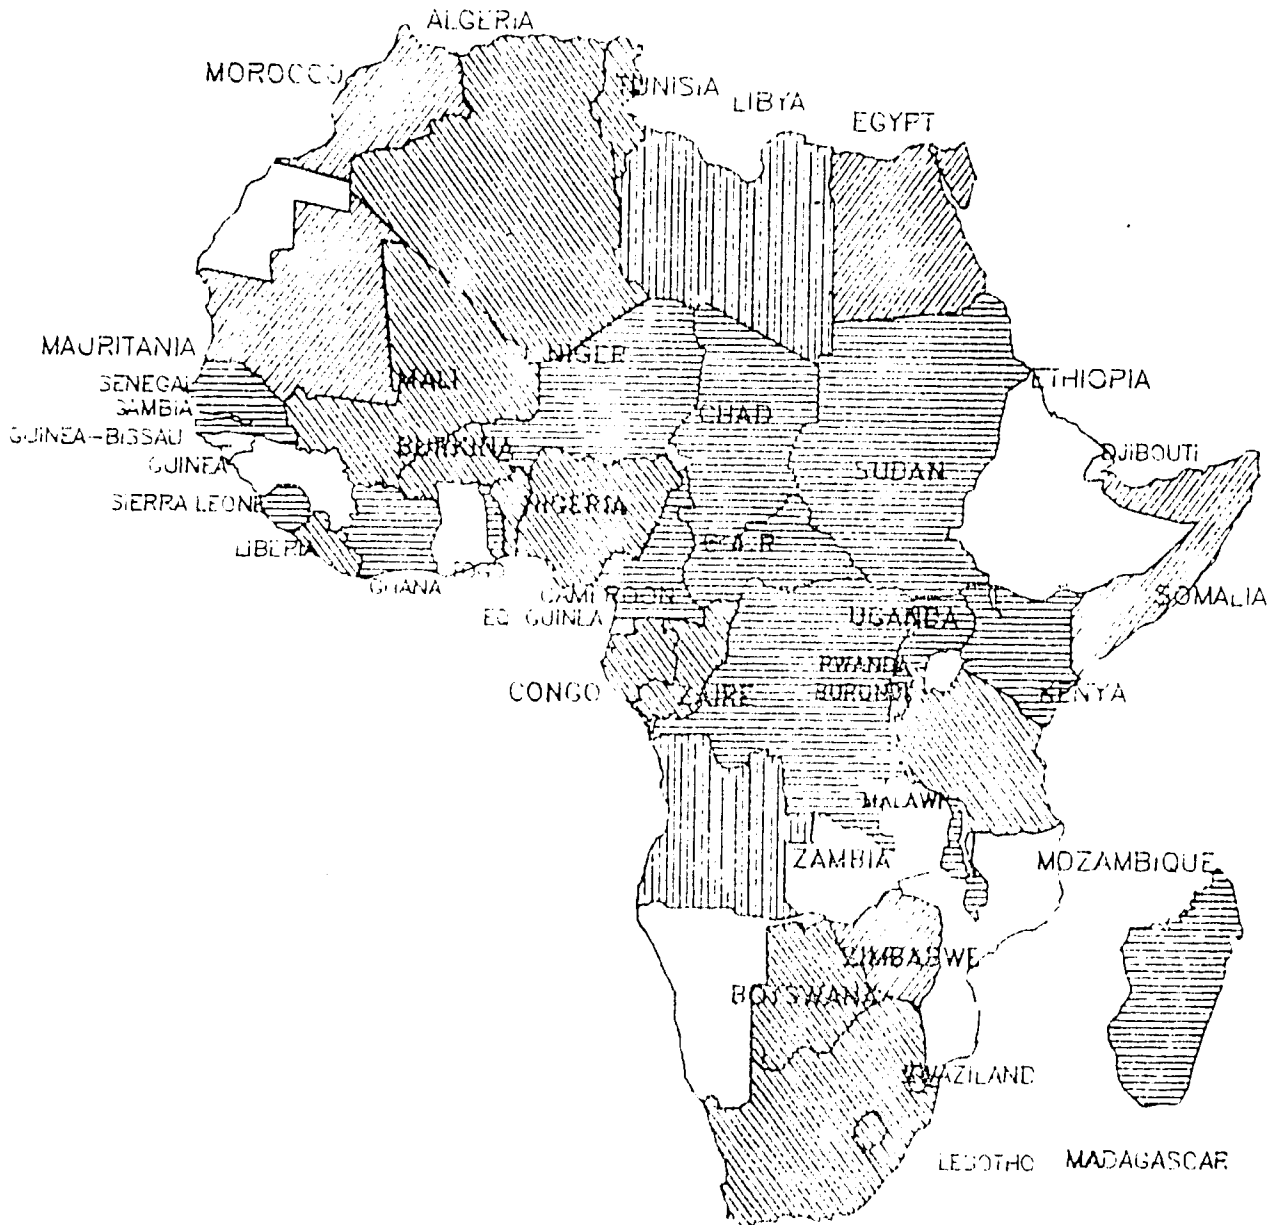 ALGERIA
MOROCCO
TUNISIA
LIBYA
EGYPT
MAURITANIA
NIGER
SENEGAL
MALI
ETHIOPIA
GAMBIA
CHAD
GUINEA-BISSAU
BURKINA
DJIBOUTI
GUINEA
SUDAN
SIERRA LEONE
NIGERIA
LIBERIA
C.A.R
TOGO
GHANA
CAMEROON
SOMALIA
EQ GUINEA
UGANDA
RWANDA
CONGO
ZAIRE
BURUNDI
KENYA
MALAWI
ZAMBIA
MOZAMBIQUE
ZIMBABWE
BOTSWANA
SWAZILAND
LESOTHO
MADAGASCAR